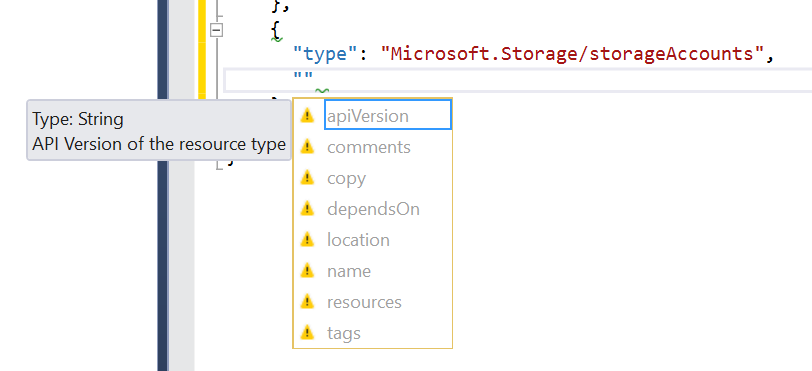 },
{
"type": "Microsoft.Storage/storageAccounts",
""
Type: String
API Version of the resource type
apiVersion
comments
copy
dependsOn
location
name
resources
tags